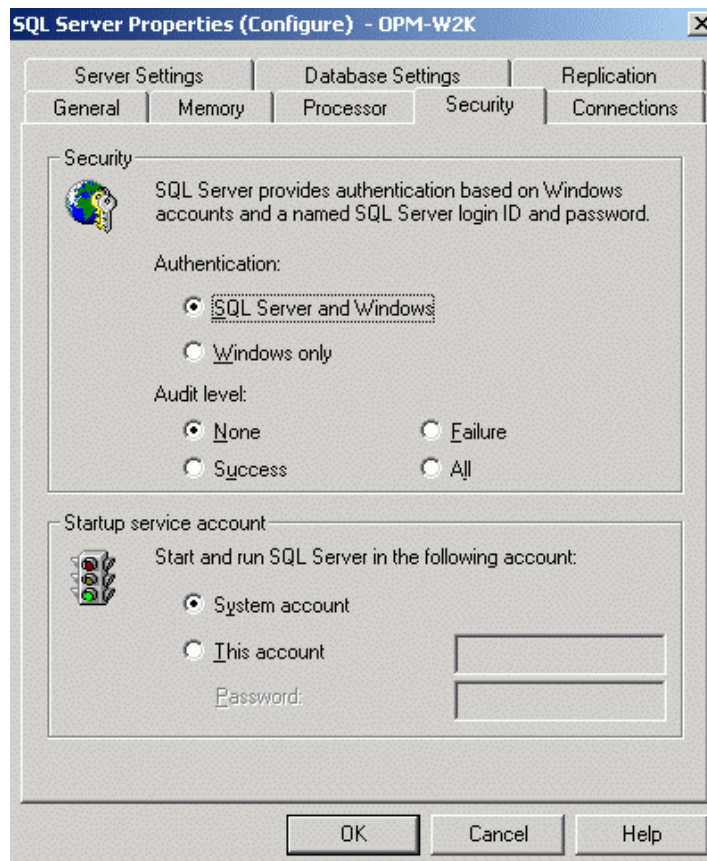 SQL Server Properties (Configure) - OPM-W2K
Server Settings Database Settings Replication
General Memory Processor Security Connections
Security
SQL Server provides authentication based on Windows
accounts and a named SQL Server login ID and password.
Authentication:
SQL Server and Windows
Windows only
Audit level:
None Failure
Success All
Startup service account
Start and run SQL Server in the following account:
System account
This account
Password:
OK Cancel Help